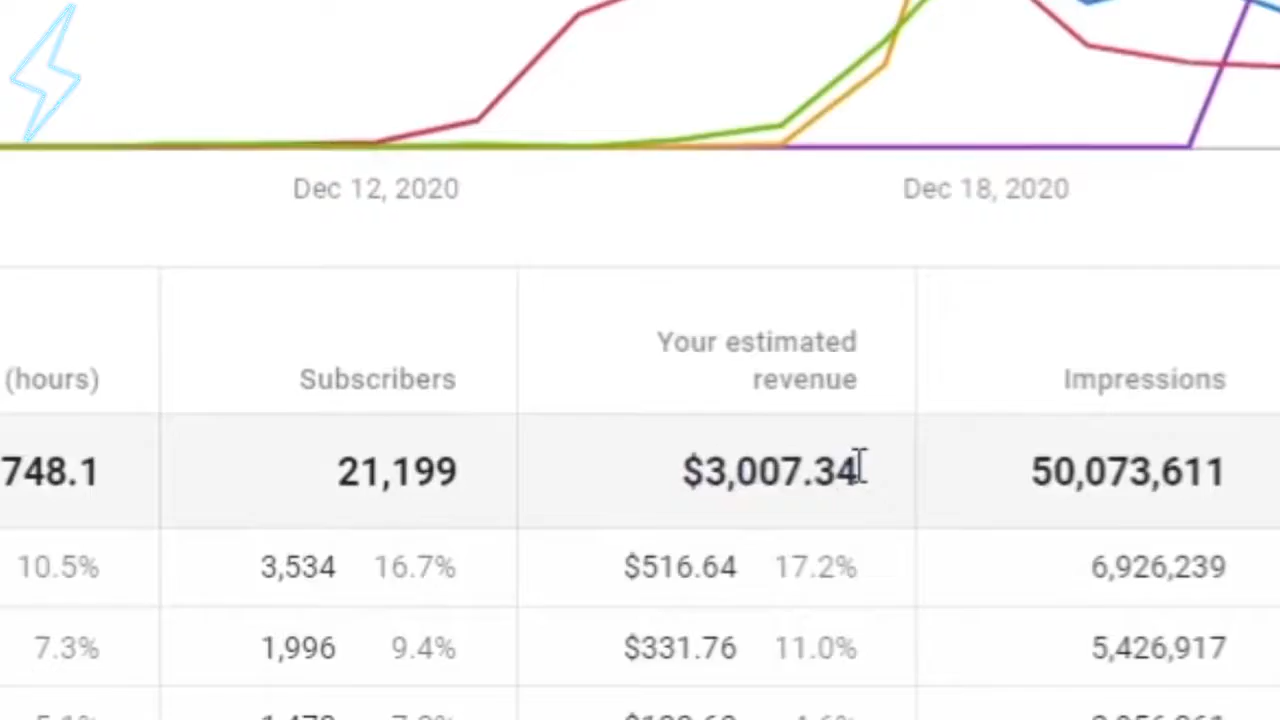 Dec 12, 2020 Dec 18, 2020
Your estimated
(hours) Subscribers revenue Impressions
748.1 21,199 $3,007.34 50,073,611
10.5% 3,534 16.7% $516.64 17.2% 6,926,239
7.3% 1,996 9.4% $331.76 11.0% 5,426,917